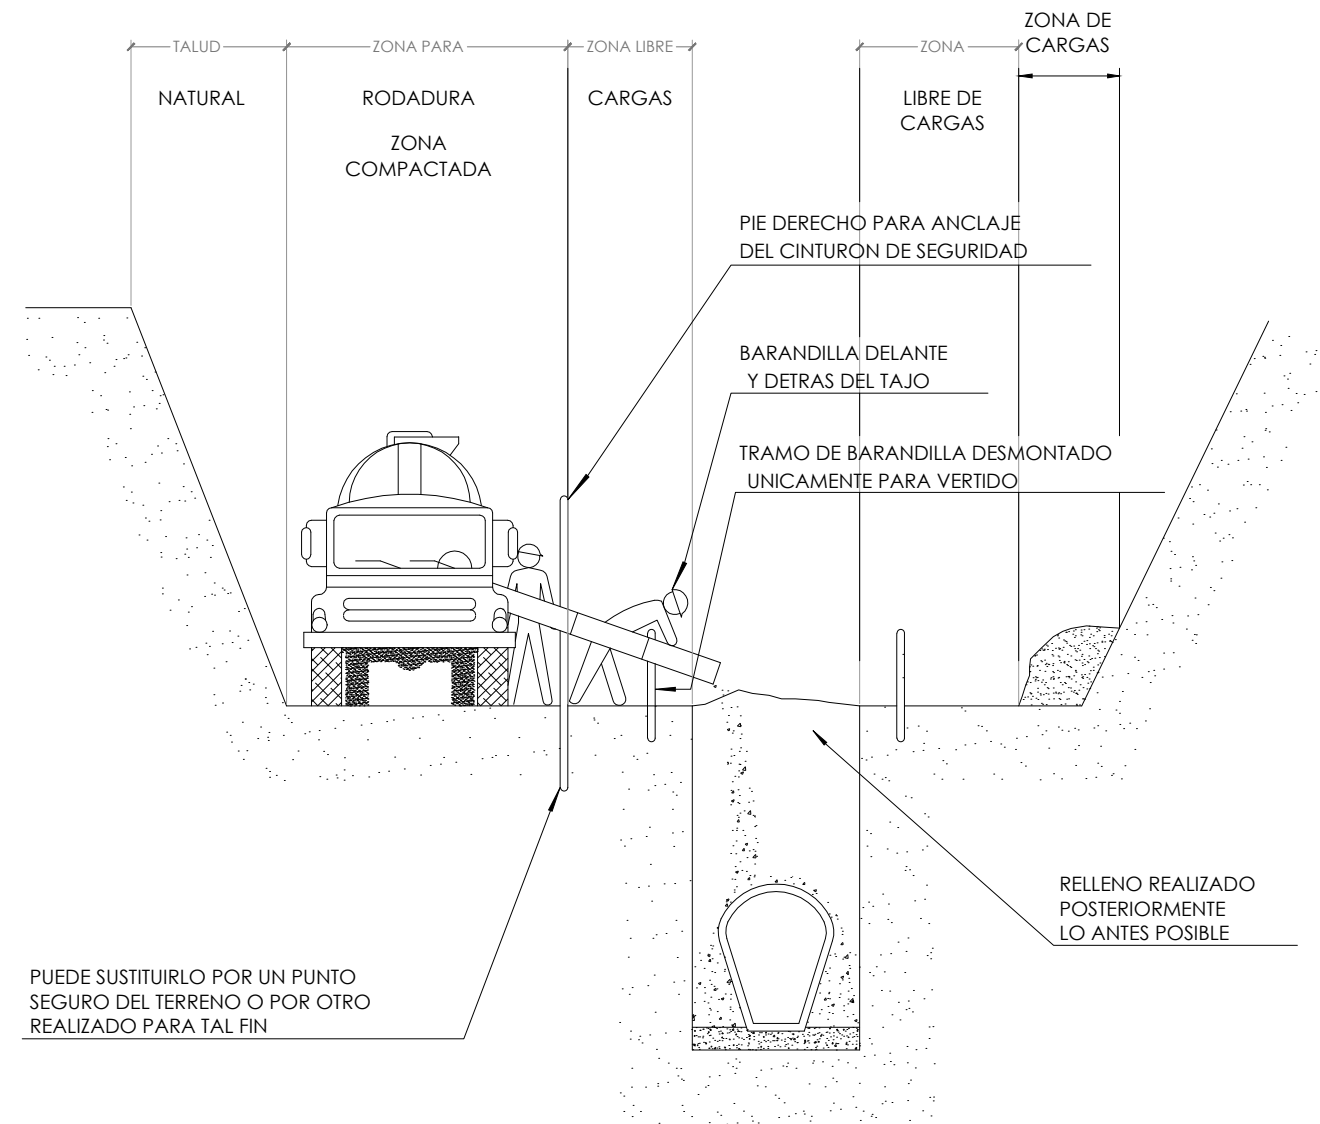 ZONA DE
CARGAS
TALUD
ZONA PARA
ZONA LIBRE
ZONA
NATURAL
RODADURA
CARGAS
LIBRE DE
CARGAS
ZONA
COMPACTADA
PIE DERECHO PARA ANCLAJE
DEL CINTURON DE SEGURIDAD
BARANDILLA DELANTE
Y DETRAS DEL TAJO
TRAMO DE BARANDILLA DESMONTADO
UNICAMENTE PARA VERTIDO
RELLENO REALIZADO
POSTERIORMENTE
LO ANTES POSIBLE
PUEDE SUSTITUIRLO POR UN PUNTO
SEGURO DEL TERRENO O POR OTRO
REALIZADO PARA TAL FIN